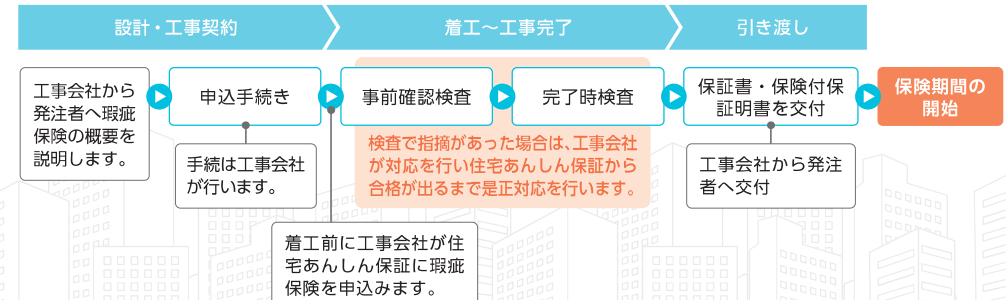 設計・工事契約
着工～工事完了
引き渡し
工事会社から
発注者へ瑕疵
保険の概要を
説明します。
申込手続き
事前確認検査
完了時検査
保証書・保険付保
証明書を交付
保険期間の
開始
手続は工事会社
が行います。
検査で指摘があった場合は、工事会社
が対応を行い住宅あんしん保証から
合格が出るまで是正対応を行います。
工事会社から発注
者へ交付
着工前に工事会社が住
宅あんしん保証に瑕疵
保険を申込みます。